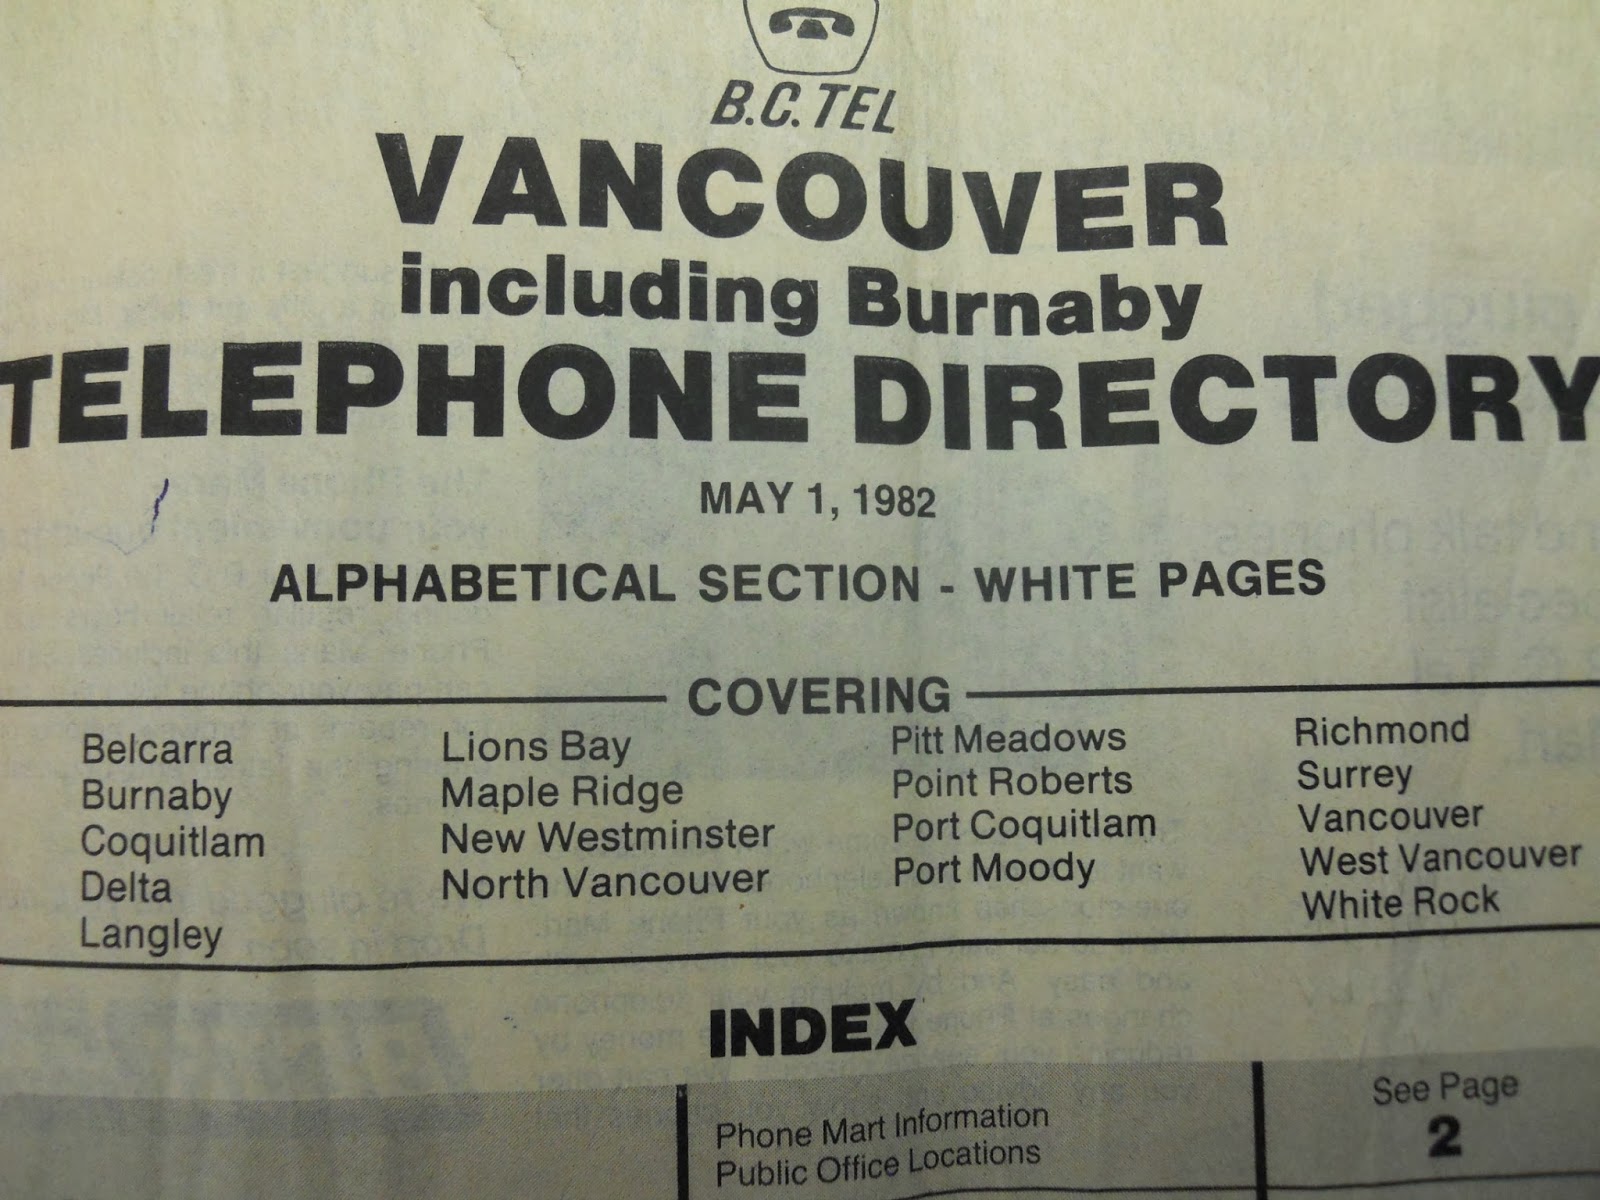 B.C. TEL
VANCOUVER
including Burnaby
TELEPHONE DIRECTORY
MAY 1, 1982
ALPHABETICAL SECTION - WHITE PAGES
COVERING
Belcarra
Burnaby
Coquitlam
Delta
Langley
Lions Bay
Maple Ridge
New Westminster
North Vancouver
Pitt Meadows
Point Roberts
Port Coquitlam
Port Moody
Richmond
Surrey
Vancouver
West Vancouver
White Rock
INDEX
Phone Mart Information
Public Office Locations
See Page
2